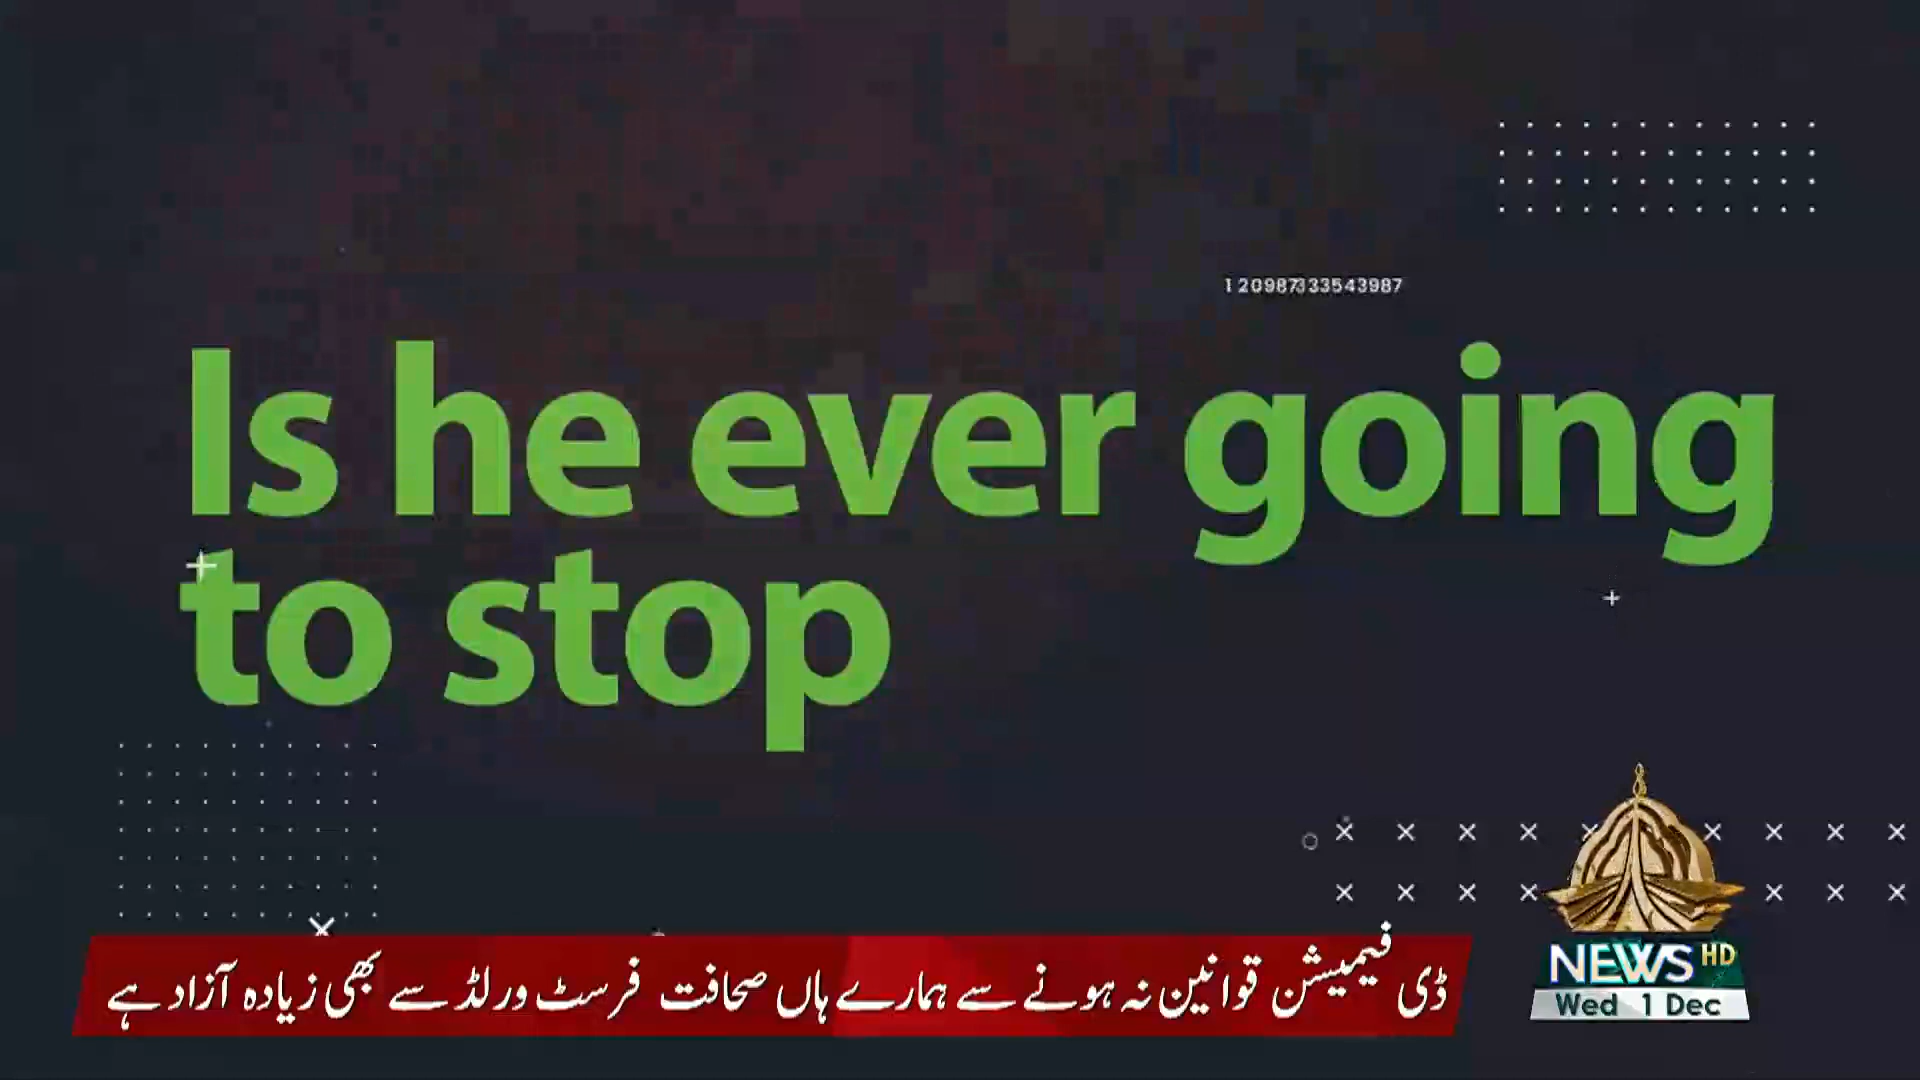 120987333543987
Is he ever going
to stop
ڈی فیمیشن قوانین نہ ہونے سے ہمارے ہاں صحافت فرسٹ ورلڈ سے بھی زیادہ آزاد ہے
NEWS HD
Wed 1 Dec